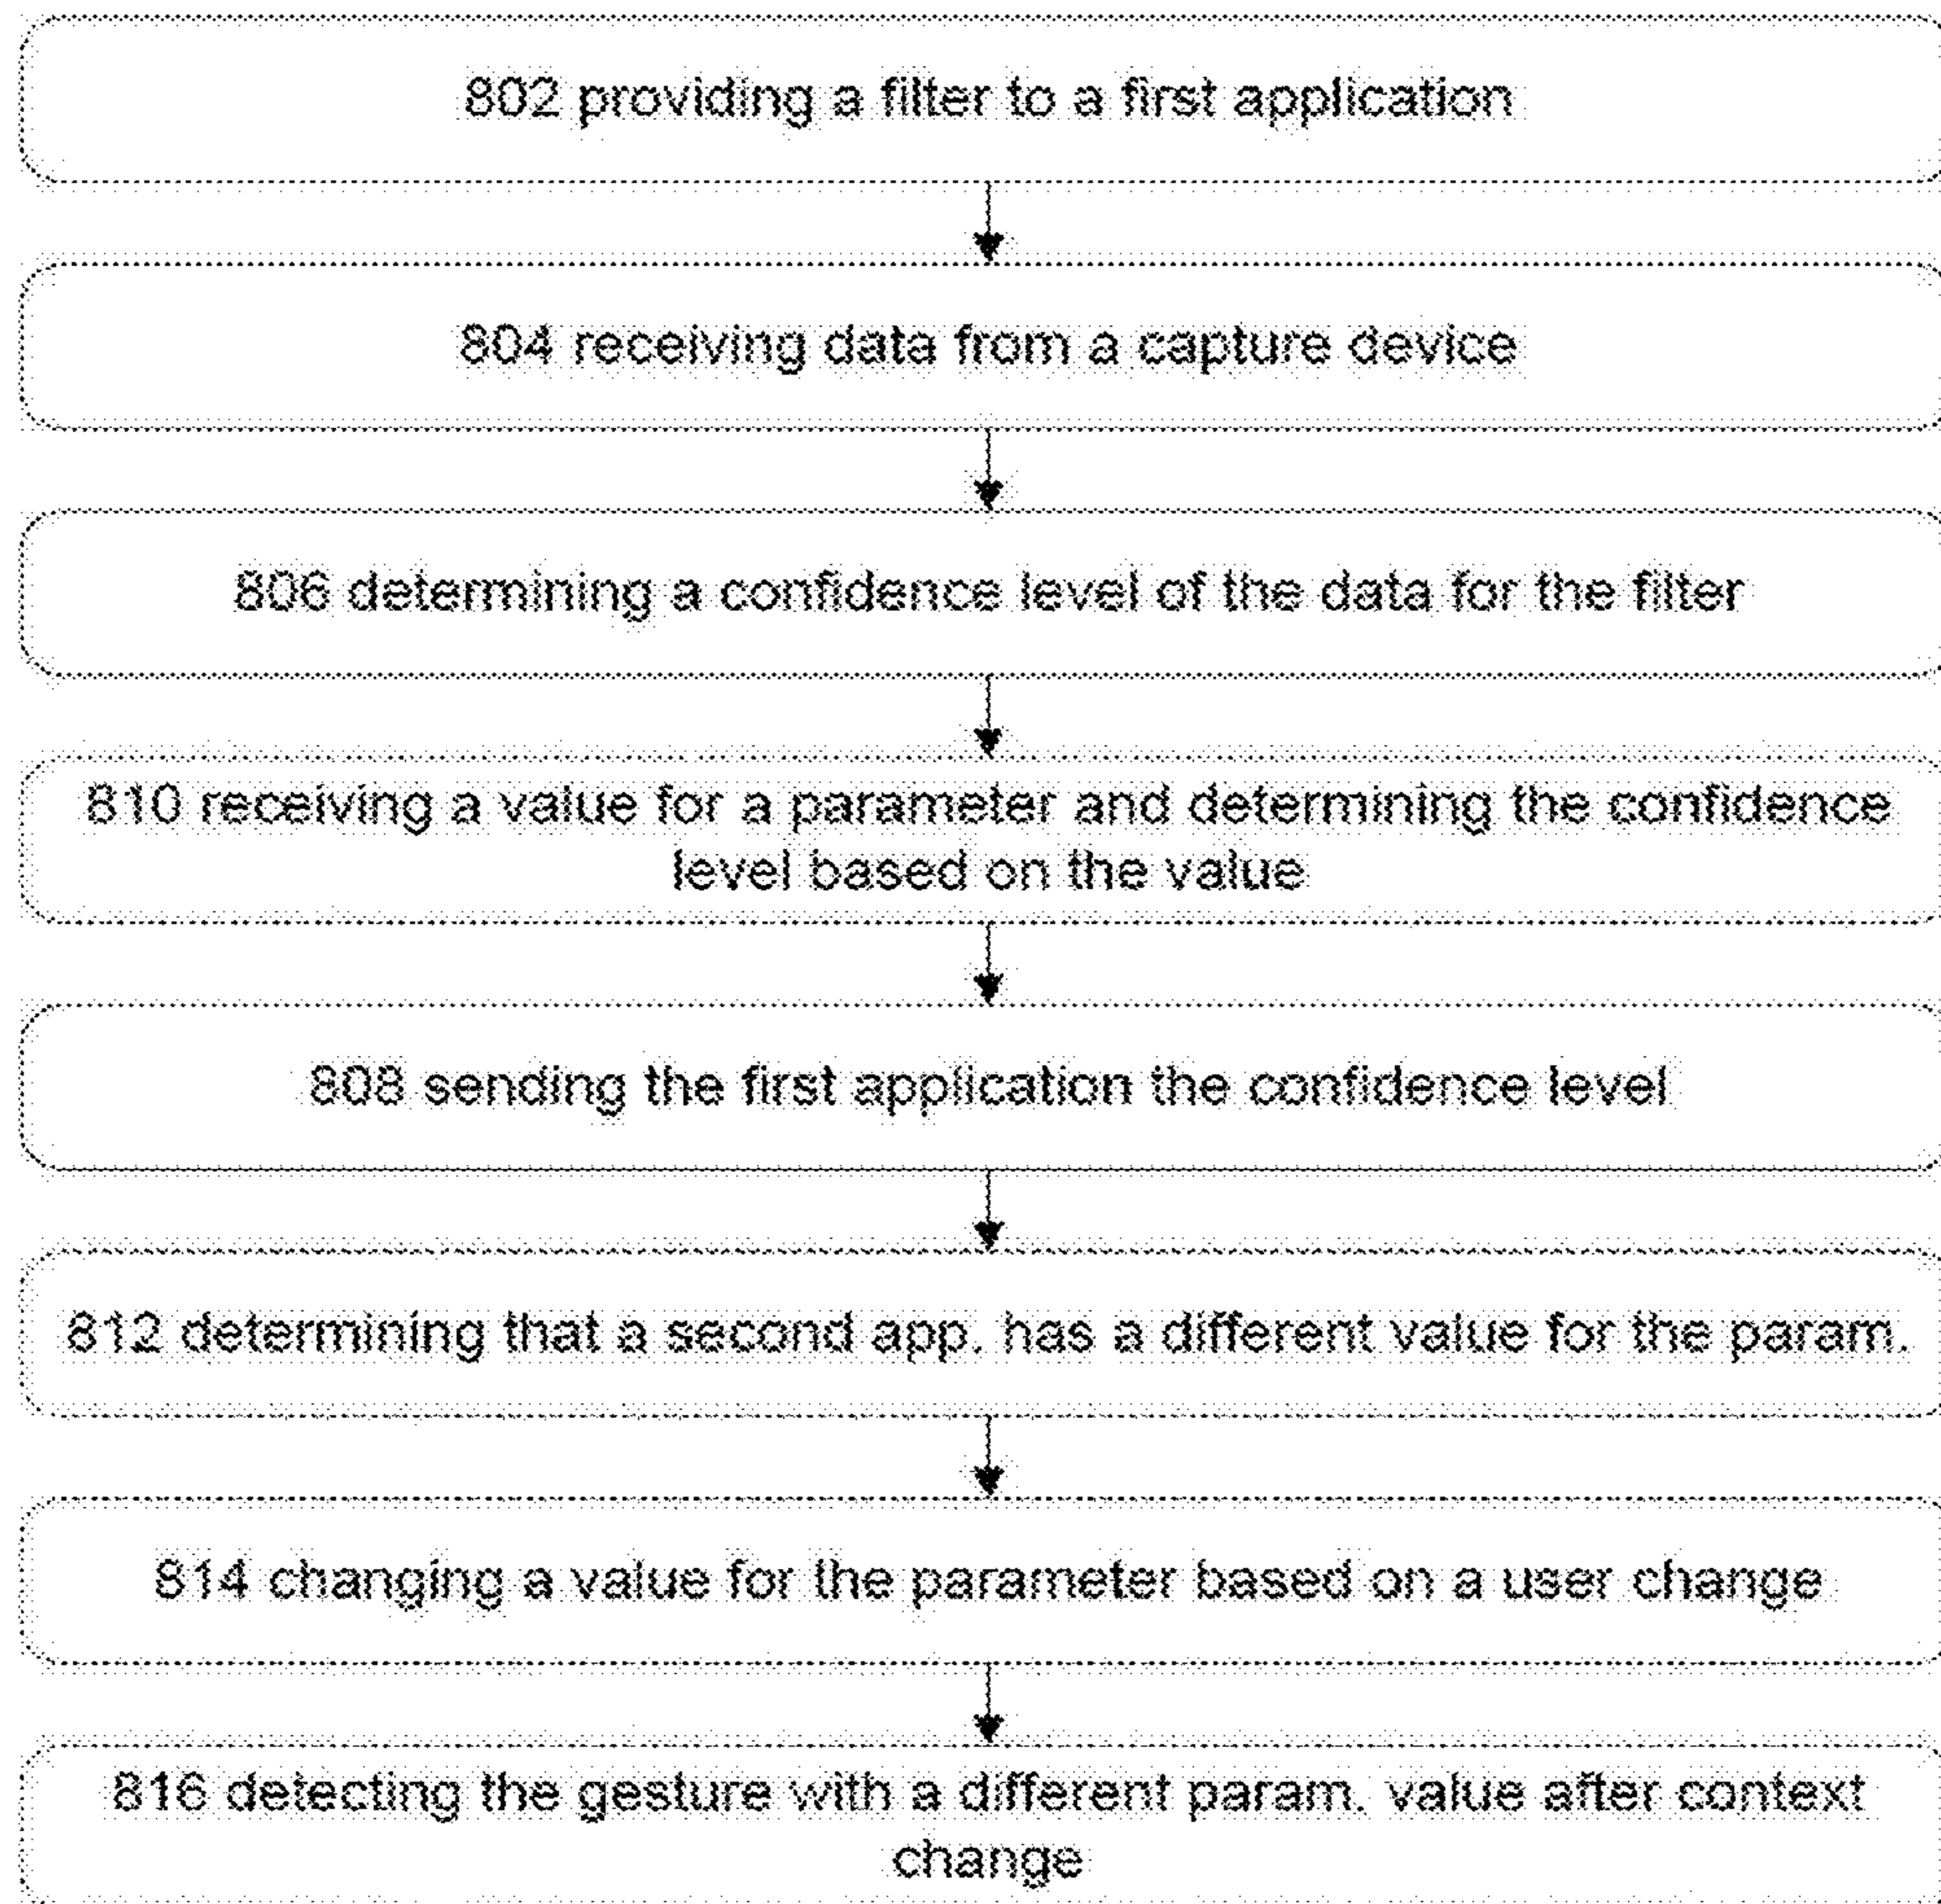 802 providing a filter to a first application
804 receiving data from a capture device
806 determining a confidence level of the data for the filter
810 receiving a value for a parameter and determining the confidence
level based on the value
808 sending the first application the confidence level
812 determining that a second app. has a different value for the param.
814 changing a value for the parameter based on a user change
816 detecting the gesture with a different param. value after context
change